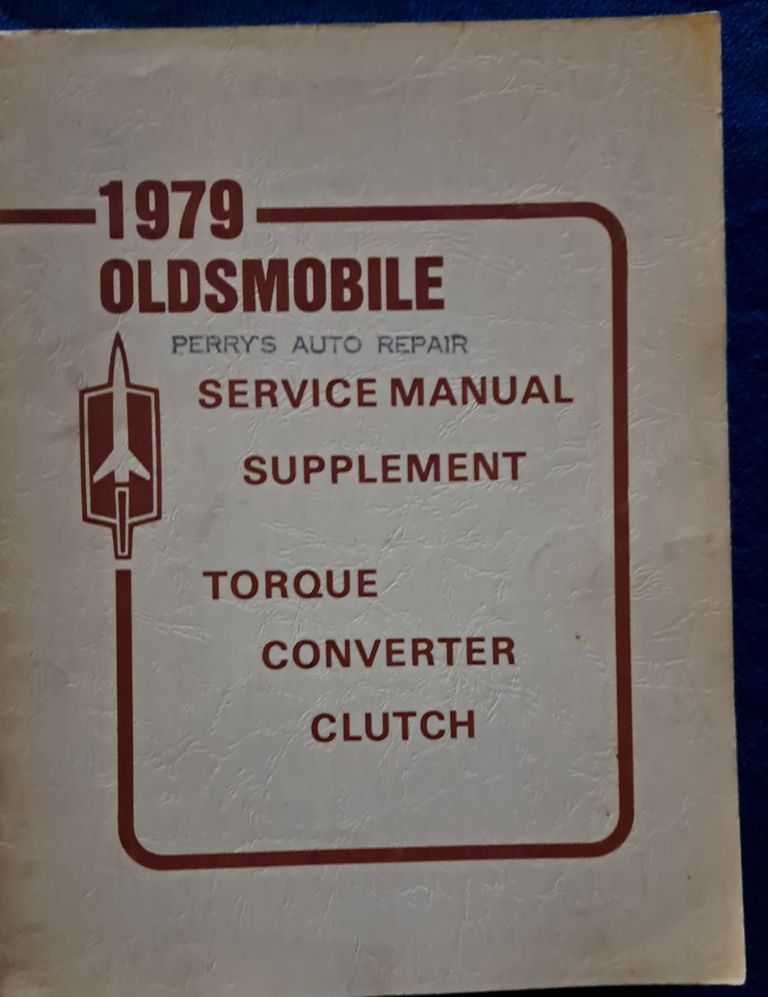 1979
OLDSMOBILE
PERRY'S AUTO REPAIR
SERVICE MANUAL
SUPPLEMENT
TORQUE
CONVERTER
CLUTCH